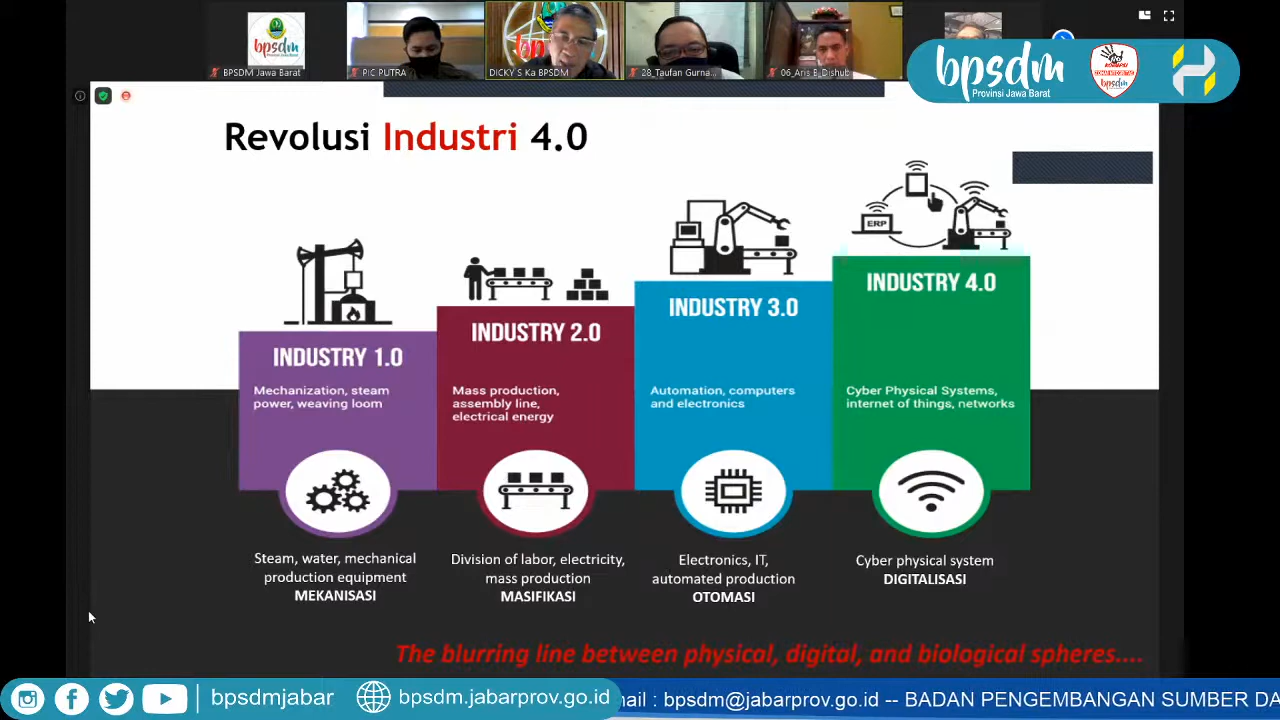 bpsdm
BPSDM Jawa Barat
PIC PUTRA
DICKY S Ka BPSDM
28_Taufan Gurna...
06_Aris B_Dishub
bpsdm
Provinsi Jawa Barat
bpsdm
Revolusi Industri 4.0
ERP
INDUSTRY 1.0
Mechanization, steam
power, weaving loom
INDUSTRY 2.0
Mass production,
assembly line,
electrical energy
INDUSTRY 3.0
Automation, computers
and electronics
INDUSTRY 4.0
Cyber Physical Systems,
internet of things, networks
Steam, water, mechanical
production equipment
MEKANISASI
Division of labor, electricity,
mass production
MASIFIKASI
Electronics, IT,
automated production
OTOMASI
Cyber physical system
DIGITALISASI
The blurring line between physical, digital, and biological spheres....
bpsdmjabar
bpsdm.jabarprov.go.id
ail : bpsdm@jabarprov.go.id -- BADAN PENGEMBANGAN SUMBER DA